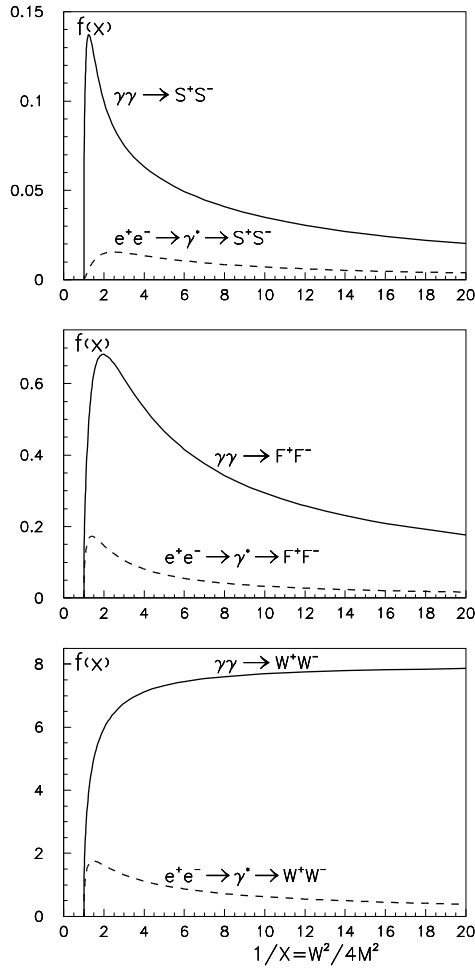 0.15
f(x)
γγ → S⁺S⁻
0.1
0.05
e⁺e⁻ → γ* → S⁺S⁻
0
0 2 4 6 8 10 12 14 16 18 20
f(x)
0.6
γγ → F⁺F⁻
0.4
0.2
e⁺e⁻ → γ* → F⁺F⁻
0
0 2 4 6 8 10 12 14 16 18 20
f(x)
γγ → W⁺W⁻
8
6
4
2
e⁺e⁻ → γ* → W⁺W⁻
0
0 2 4 6 8 10 12 14 16 18 20
1/X=W²/4M²